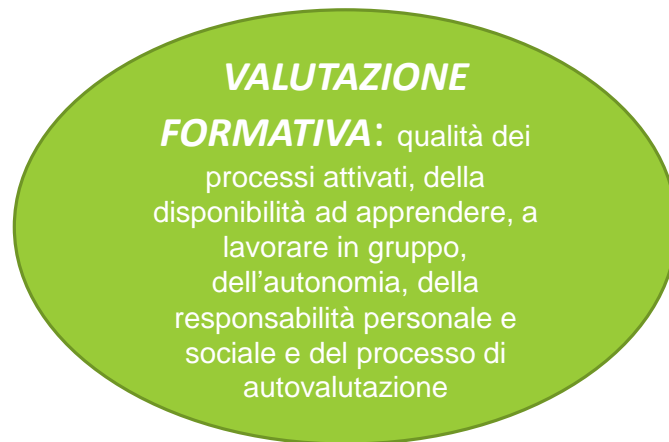 VALUTAZIONE
FORMATIVA: qualità dei
processi attivati, della
disponibilità ad apprendere, a
lavorare in gruppo,
dell’autonomia, della
responsabilità personale e
sociale e del processo di
autovalutazione